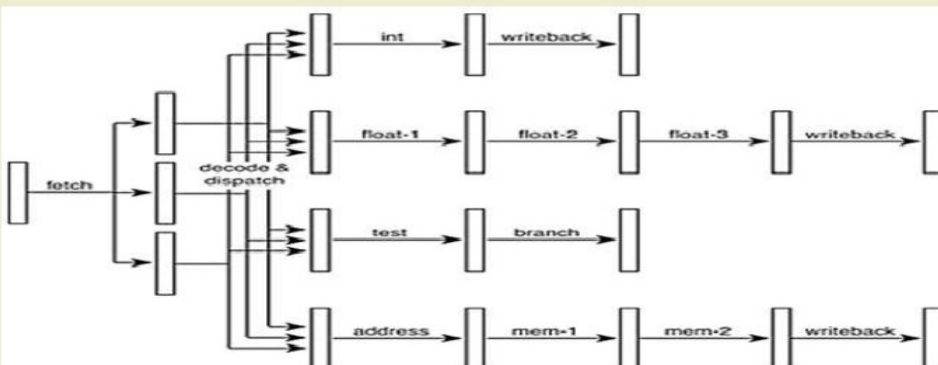 int writeback
float-1 float-2 float-3 writeback
decode &
dispatch
fetch
test branch
address mem-1 mem-2 writeback